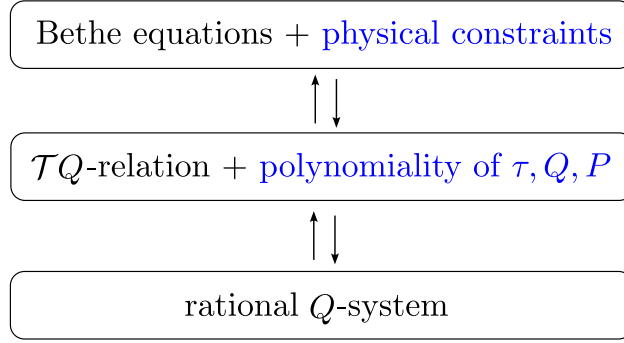 Bethe equations + physical constraints
𝒯Q-relation + polynomiality of τ, Q, P
rational Q-system